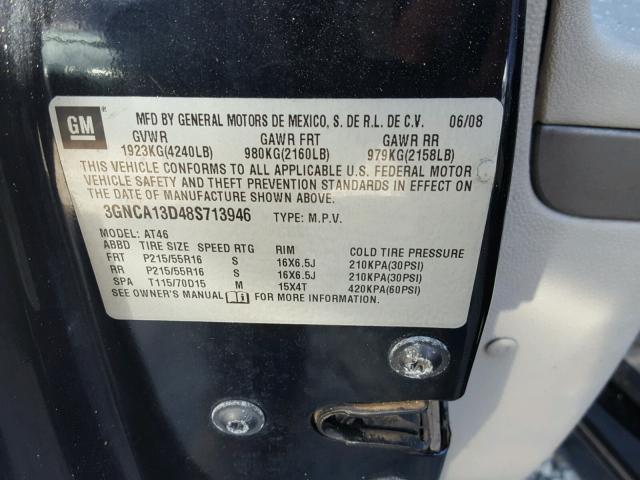 GM
MFD BY GENERAL MOTORS DE MEXICO, S. DE R.L. DE C.V. 06/08
GVWR GAWR FRT GAWR RR
1923KG(4240LB) 980KG(2160LB) 979KG(2158LB)
THIS VEHICLE CONFORMS TO ALL APPLICABLE U.S. FEDERAL MOTOR
VEHICLE SAFETY AND THEFT PREVENTION STANDARDS IN EFFECT ON
THE DATE OF MANUFACTURE SHOWN ABOVE.
3GNCA13D48S713946 TYPE: M.P.V.
MODEL: AT46
ABBD TIRE SIZE SPEED RTG RIM COLD TIRE PRESSURE
FRT P215/55R16 S 16X6.5J 210KPA(30PSI)
RR P215/55R16 S 16X6.5J 210KPA(30PSI)
SPA T115/70D15 M 15X4T 420KPA(60PSI)
SEE OWNER'S MANUAL FOR MORE INFORMATION.